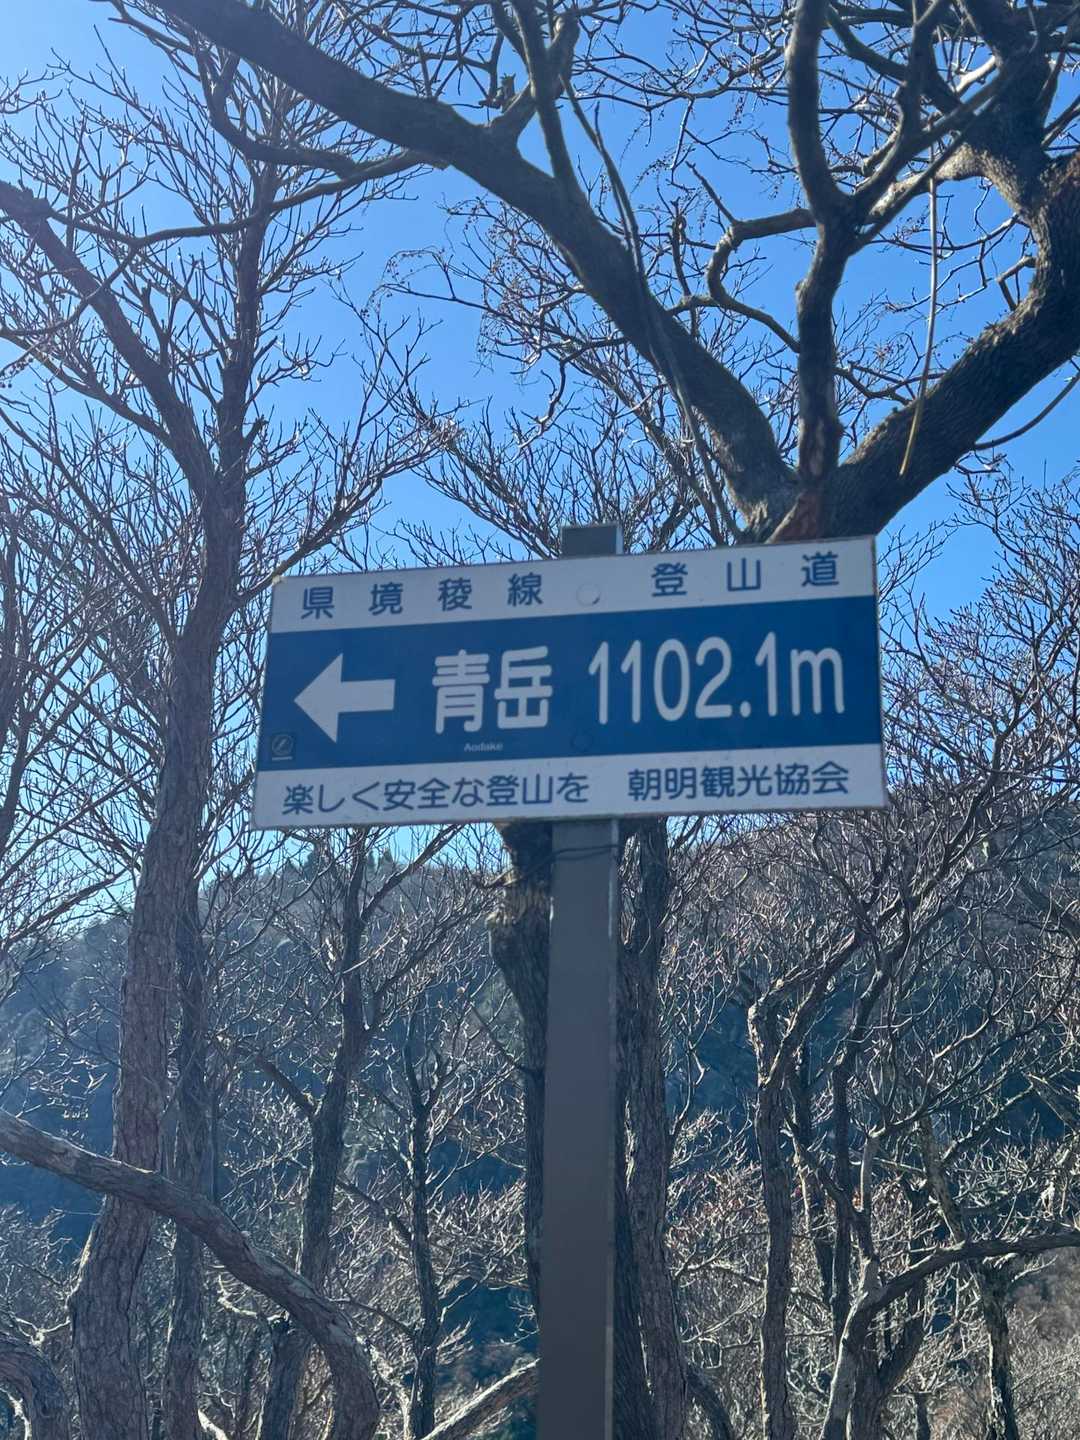 県境稜線 登山道
← 青岳 1102.1m
Aodake
楽しく安全な登山を 朝明観光協会